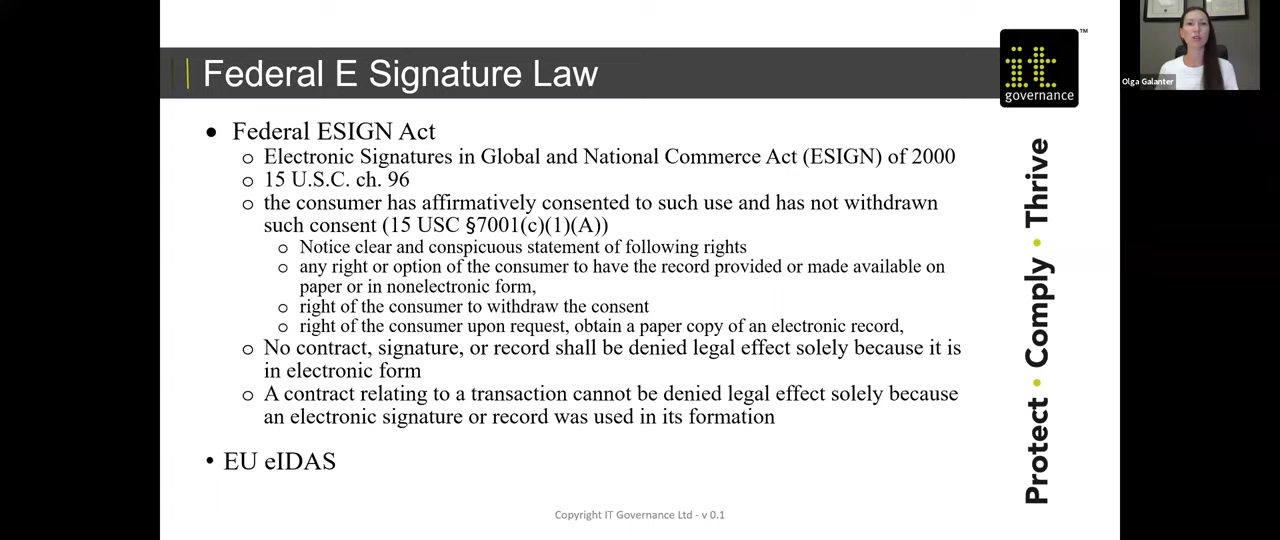 Federal E Signature Law
it
governance
™
Olga Galanter
• Federal ESIGN Act
o Electronic Signatures in Global and National Commerce Act (ESIGN) of 2000
o 15 U.S.C. ch. 96
o the consumer has affirmatively consented to such use and has not withdrawn
such consent (15 USC §7001(c)(1)(A))
o Notice clear and conspicuous statement of following rights
o any right or option of the consumer to have the record provided or made available on
paper or in nonelectronic form,
o right of the consumer to withdraw the consent
o right of the consumer upon request, obtain a paper copy of an electronic record,
o No contract, signature, or record shall be denied legal effect solely because it is
in electronic form
o A contract relating to a transaction cannot be denied legal effect solely because
an electronic signature or record was used in its formation
• EU eIDAS
Protect • Comply • Thrive
Copyright IT Governance Ltd - v 0.1